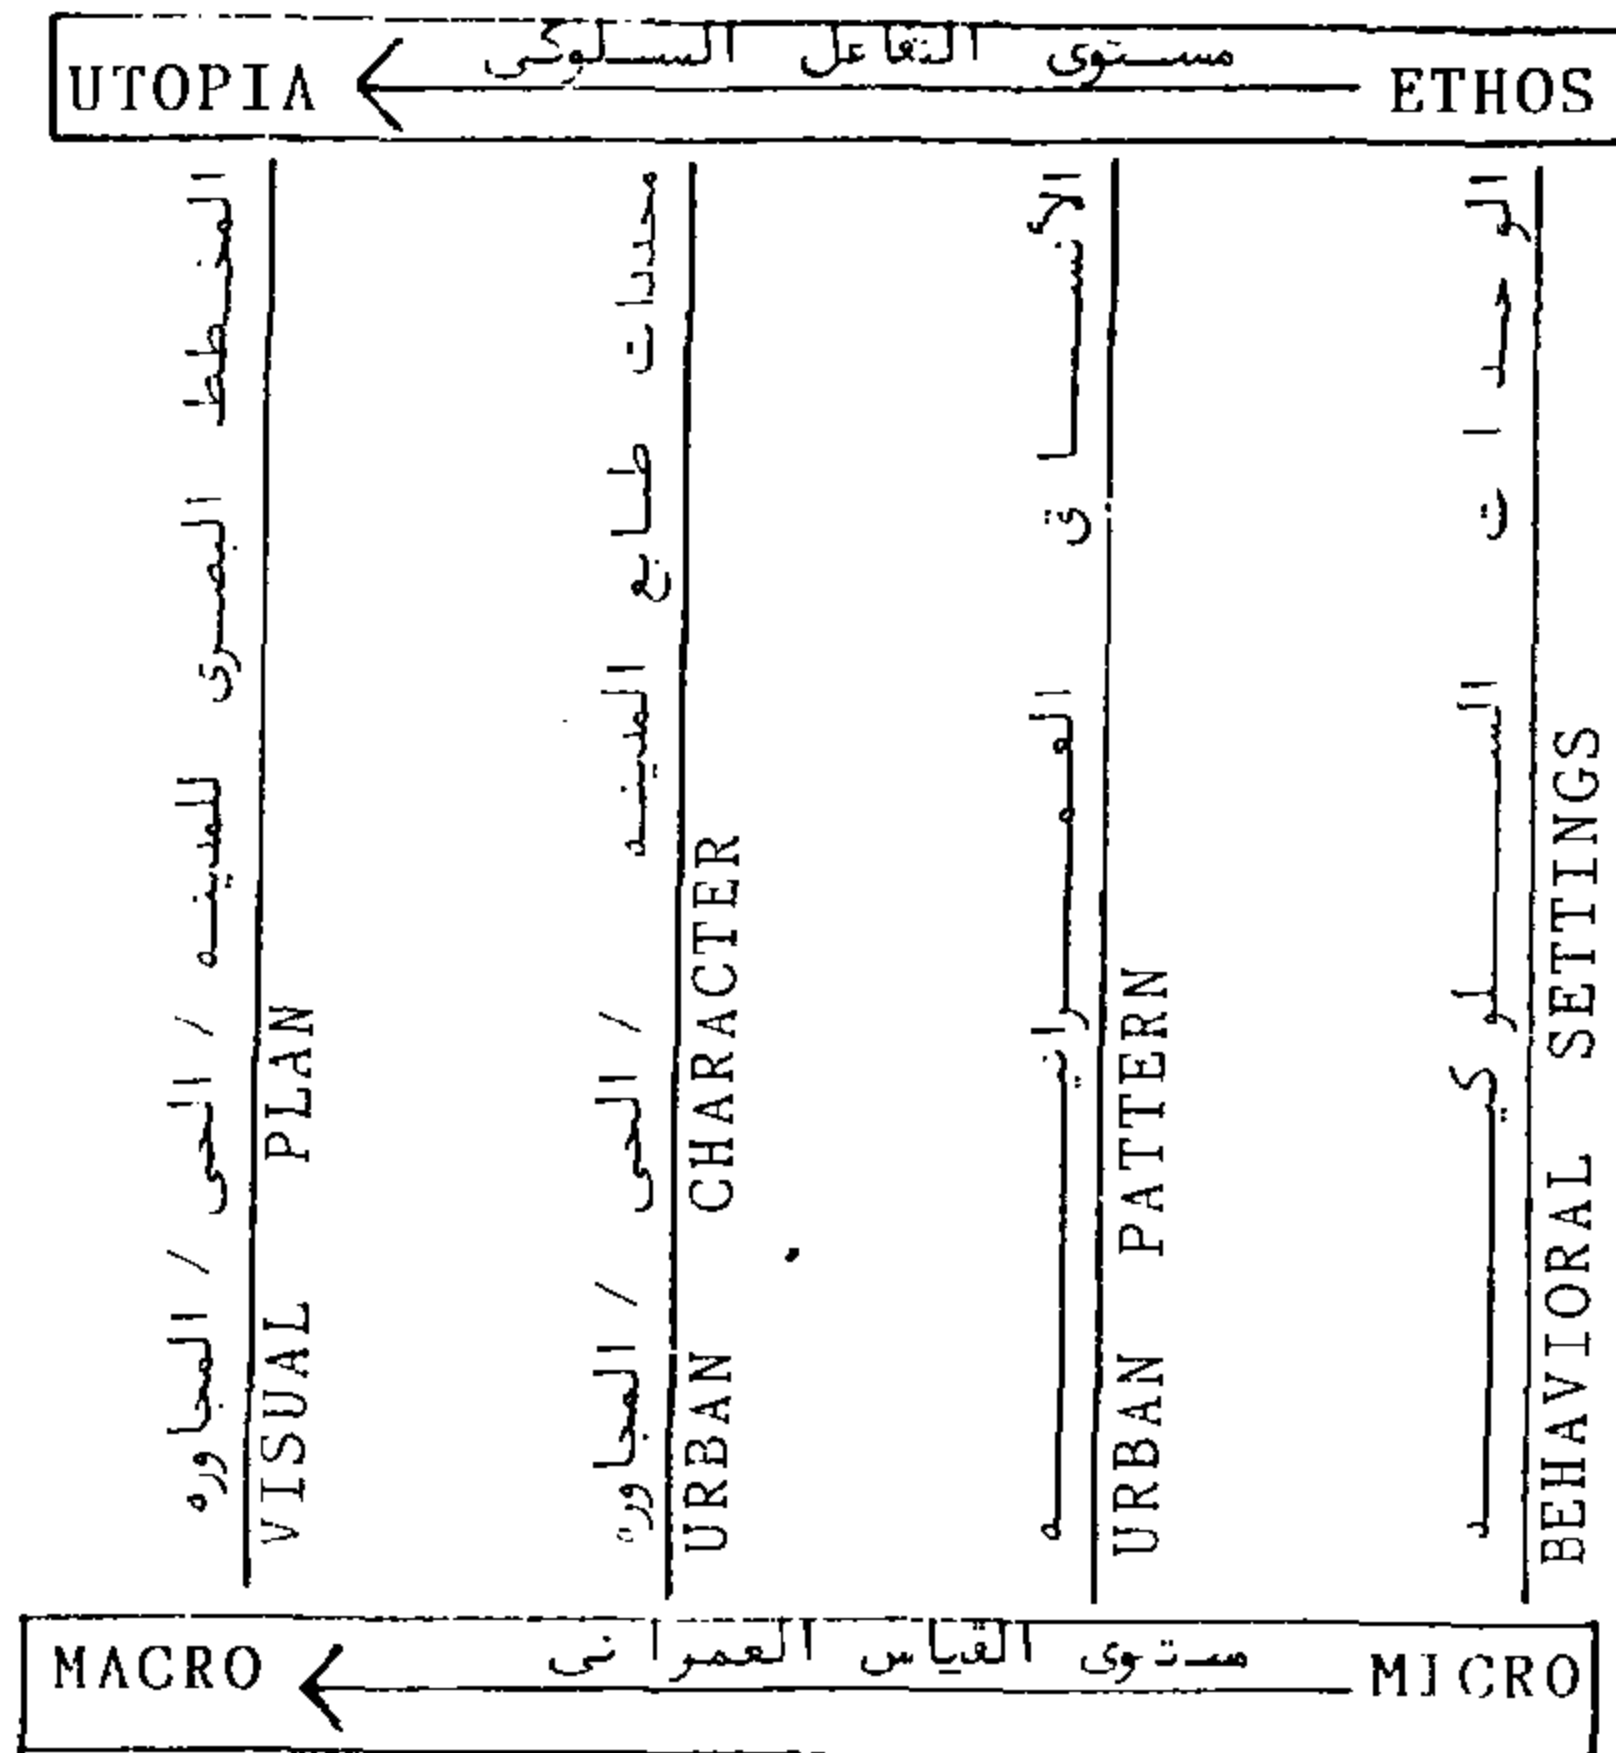 ETHOS مستوى التفاعل السلوكى UTOPIA
الوحدات السلوكيه
BEHAVIORAL SETTINGS
الأنساق العمرانيه
URBAN PATTERN
محددات طابع المدينه / الحى / المجاوره
URBAN CHARACTER
المخطط البصرى للمدينه / الحى / المجاوره
VISUAL PLAN
MICRO مستوى القياس العمرانى MACRO